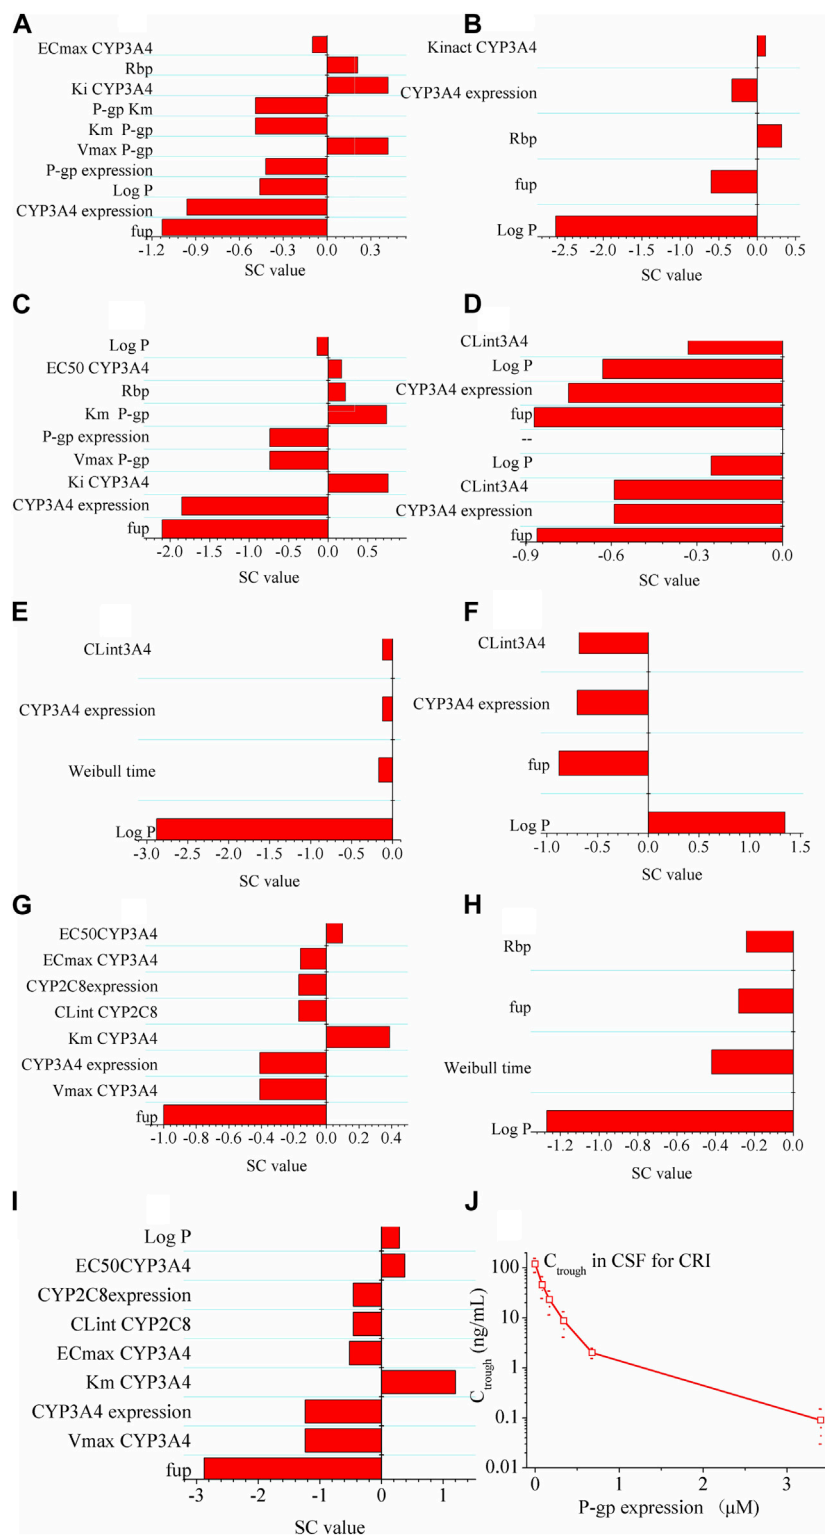 A
ECmax CYP3A4
Rbp
Ki CYP3A4
P-gp Km
Km P-gp
Vmax P-gp
P-gp expression
Log P
CYP3A4 expression
fup
-1.2 -0.9 -0.6 -0.3 0.0 0.3
SC value
B
Kinact CYP3A4
CYP3A4 expression
Rbp
fup
Log P
-2.5 -2.0 -1.5 -1.0 -0.5 0.0 0.5
SC value
C
Log P
EC50 CYP3A4
Rbp
Km P-gp
P-gp expression
Vmax P-gp
Ki CYP3A4
CYP3A4 expression
fup
-2.0 -1.5 -1.0 -0.5 0.0 0.5
SC value
D
CLint3A4
Log P
CYP3A4 expression
fup
--
Log P
CLint3A4
CYP3A4 expression
fup
-0.9 -0.6 -0.3 0.0
SC value
E
CLint3A4
CYP3A4 expression
Weibull time
Log P
-3.0 -2.5 -2.0 -1.5 -1.0 -0.5 0.0
SC value
F
CLint3A4
CYP3A4 expression
fup
Log P
-1.0 -0.5 0.0 0.5 1.0 1.5
SC value
G
EC50CYP3A4
ECmax CYP3A4
CYP2C8expression
CLint CYP2C8
Km CYP3A4
CYP3A4 expression
Vmax CYP3A4
fup
-1.0 -0.8 -0.6 -0.4 -0.2 0.0 0.2 0.4
SC value
H
Rbp
fup
Weibull time
Log P
-1.2 -1.0 -0.8 -0.6 -0.4 -0.2 0.0
SC value
I
Log P
EC50CYP3A4
CYP2C8expression
CLint CYP2C8
ECmax CYP3A4
Km CYP3A4
CYP3A4 expression
Vmax CYP3A4
fup
-3 -2 -1 0 1
SC value
J
Ctrough in CSF for CRI
Ctrough (ng/mL)
100
10
1
0.1
0.01
0 1 2 3
P-gp expression (μM)